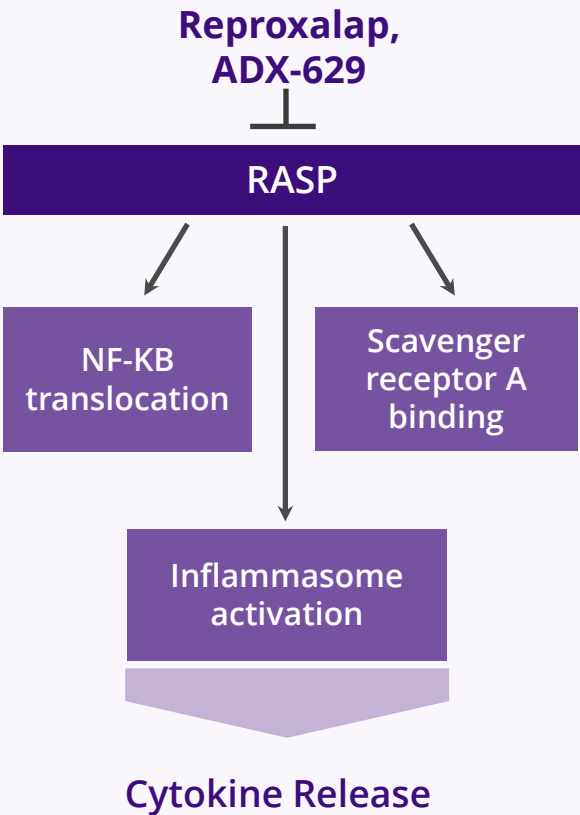 Reproxalap,
ADX-629
RASP
NF-KB
translocation
Scavenger
receptor A
binding
Inflammasome
activation
Cytokine Release